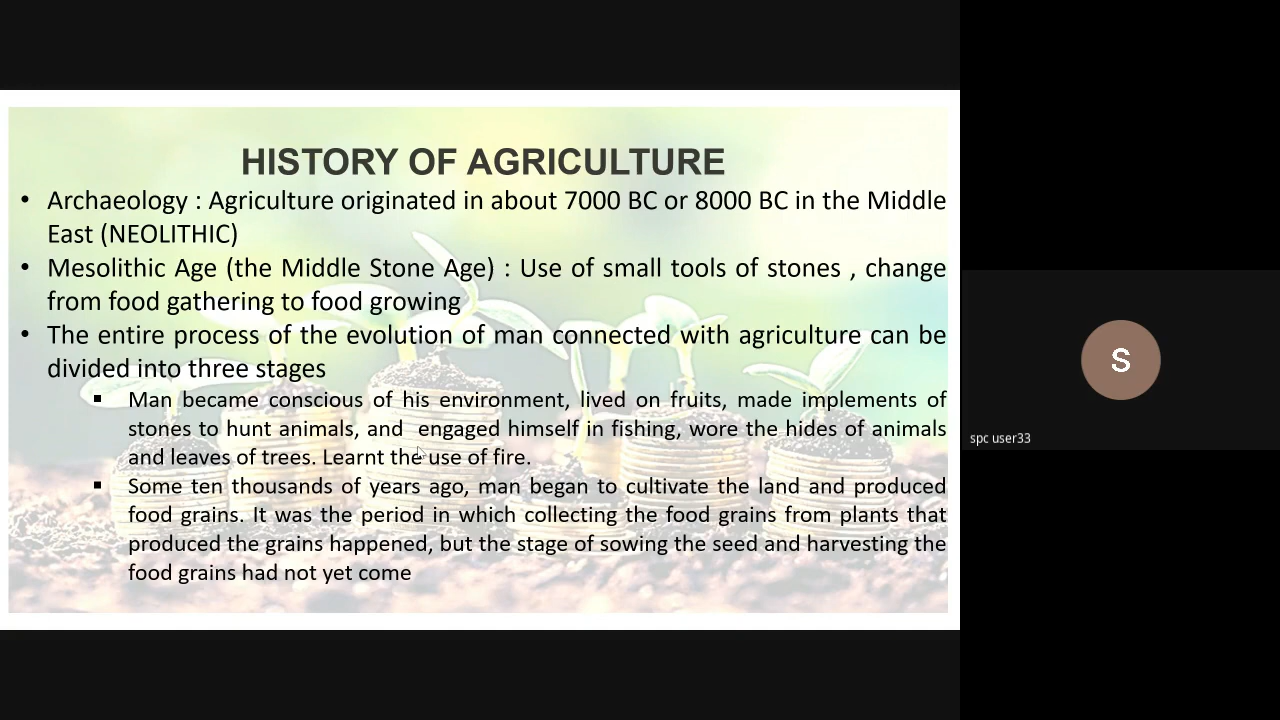 HISTORY OF AGRICULTURE
• Archaeology : Agriculture originated in about 7000 BC or 8000 BC in the Middle
East (NEOLITHIC)
• Mesolithic Age (the Middle Stone Age) : Use of small tools of stones , change
from food gathering to food growing
• The entire process of the evolution of man connected with agriculture can be
divided into three stages
▪ Man became conscious of his environment, lived on fruits, made implements of
stones to hunt animals, and engaged himself in fishing, wore the hides of animals
and leaves of trees. Learnt the use of fire.
▪ Some ten thousands of years ago, man began to cultivate the land and produced
food grains. It was the period in which collecting the food grains from plants that
produced the grains happened, but the stage of sowing the seed and harvesting the
food grains had not yet come
S
spc user33